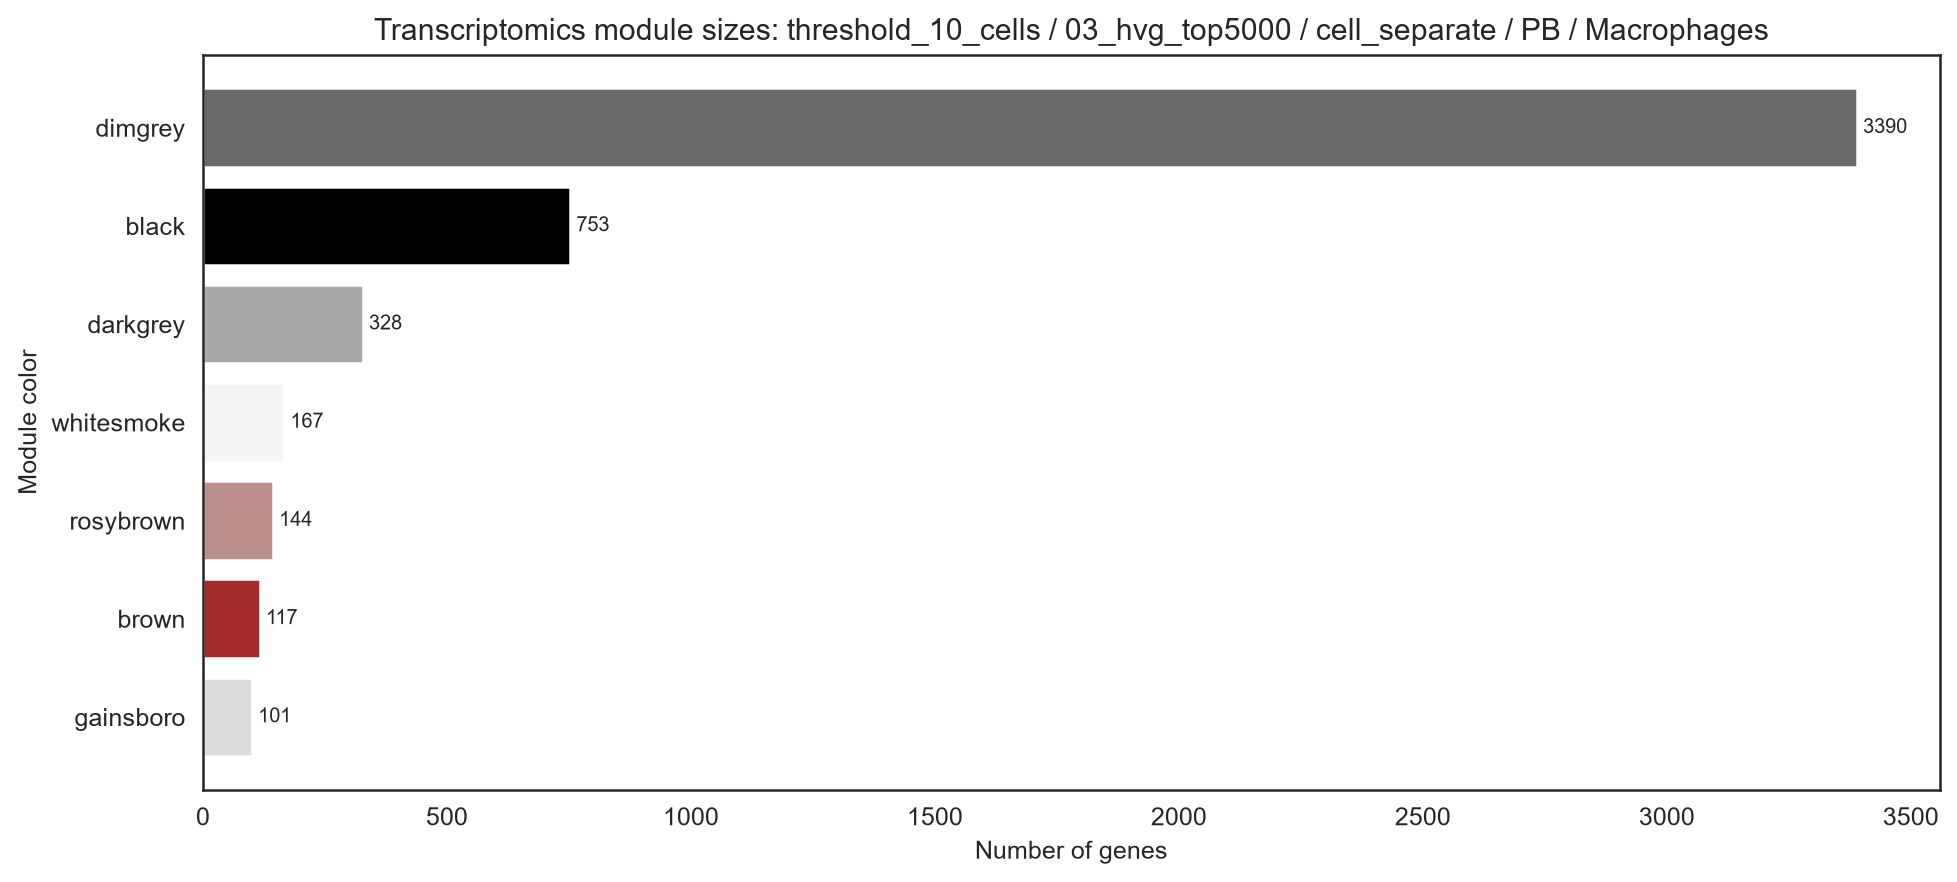 Transcriptomics module sizes: threshold_10_cells / 03_hvg_top5000 / cell_separate / PB / Macrophages
Module color
dimgrey 3390
black 753
darkgrey 328
whitesmoke 167
rosybrown 144
brown 117
gainsboro 101
0 500 1000 1500 2000 2500 3000 3500
Number of genes